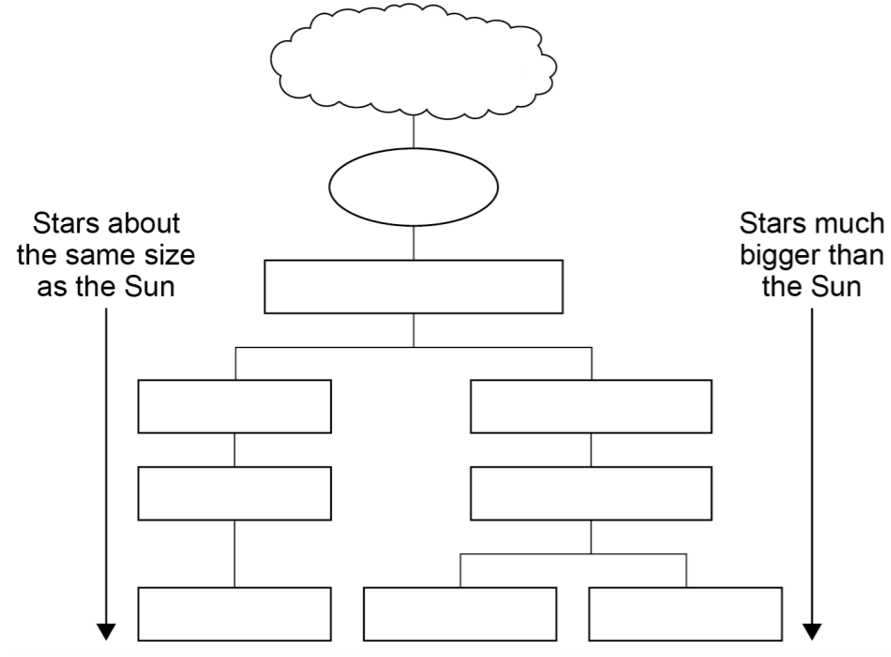 Stars about
the same size
as the Sun
Stars much
bigger than
the Sun